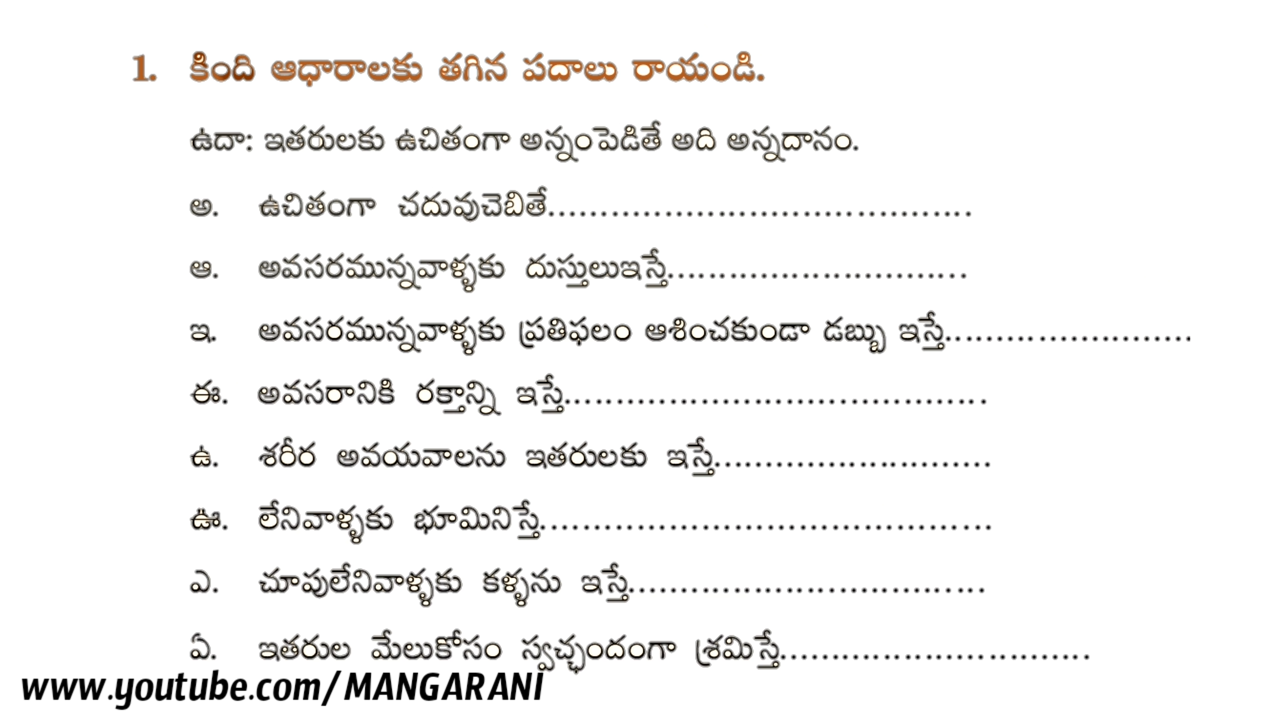 1. కింది ఆధారాలకు తగిన పదాలు రాయండి.
ఉదా: ఇతరులకు ఉచితంగా అన్నంపెడితే అది అన్నదానం.
అ. ఉచితంగా చదువుచెబితే.......................................
ఆ. అవసరమున్నవాళ్ళకు దుస్తులుఇస్తే............................
ఇ. అవసరమున్నవాళ్ళకు ప్రతిఫలం ఆశించకుండా డబ్బు ఇస్తే.......................
ఈ. అవసరానికి రక్తాన్ని ఇస్తే.......................................
ఉ. శరీర అవయవాలను ఇతరులకు ఇస్తే..........................
ఊ. లేనివాళ్ళకు భూమినిస్తే..........................................
ఎ. చూపులేనివాళ్ళకు కళ్ళను ఇస్తే..................................
ఏ. ఇతరుల మేలుకోసం స్వచ్ఛందంగా శ్రమిస్తే.............................
www.youtube.com/MANGARANI